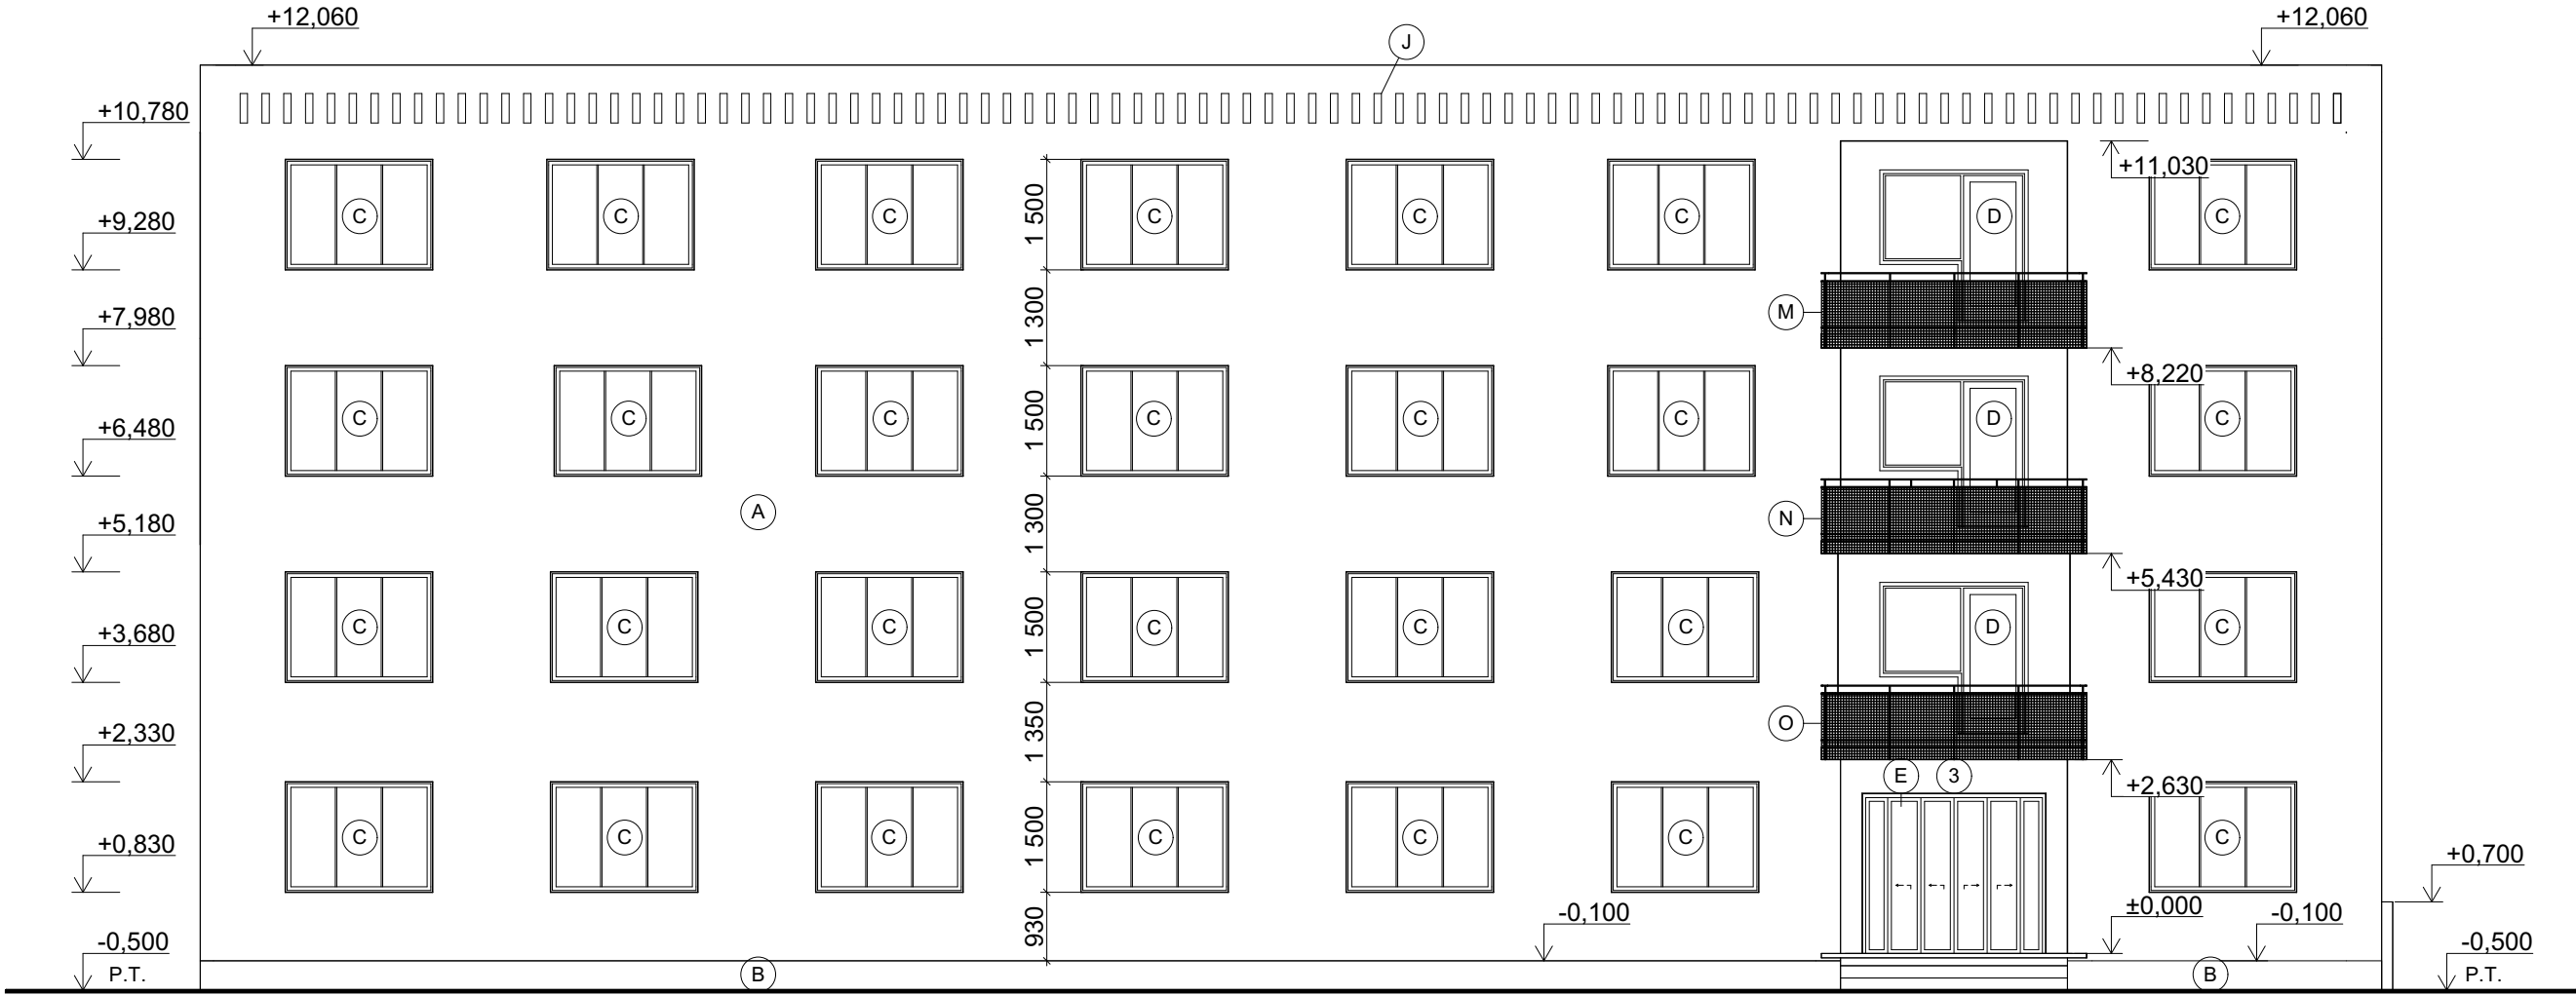 +12,060
+12,060
J
+10,780
+11,030
+9,280
C
C
C
1 500
C
C
C
D
C
+7,980
1 300
M
+8,220
+6,480
C
C
C
1 500
C
C
C
D
C
+5,180
A
1 300
N
+5,430
+3,680
C
C
C
1 500
C
C
C
D
C
+2,330
1 350
O
E
3
+2,630
+0,830
C
C
C
1 500
C
C
C
C
+0,700
-0,500
P.T.
930
-0,100
±0,000
-0,100
-0,500
P.T.
B
B